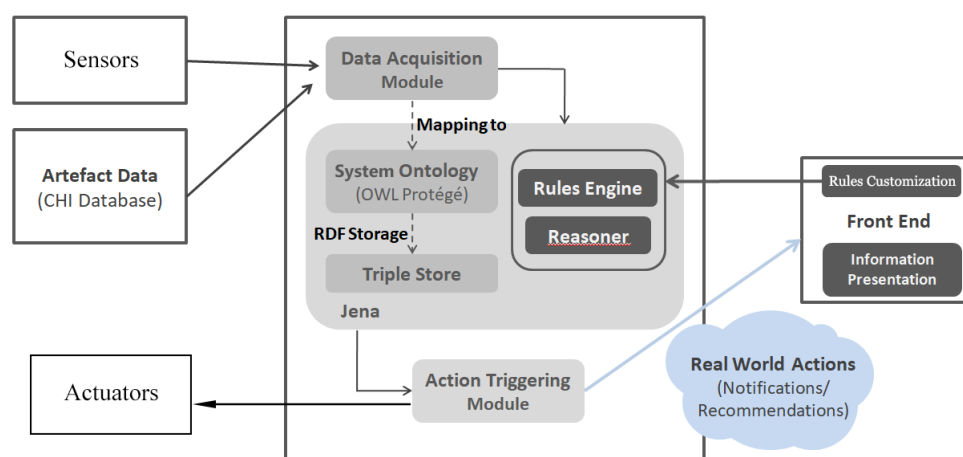 Sensors
Artefact Data
(CHI Database)
Data Acquisition
Module
Mapping to
System Ontology
(OWL Protégé)
RDF Storage
Triple Store
Jena
Rules Engine
Reasoner
Rules Customization
Front End
Information
Presentation
Actuators
Action Triggering
Module
Real World Actions
(Notifications/
Recommendations)